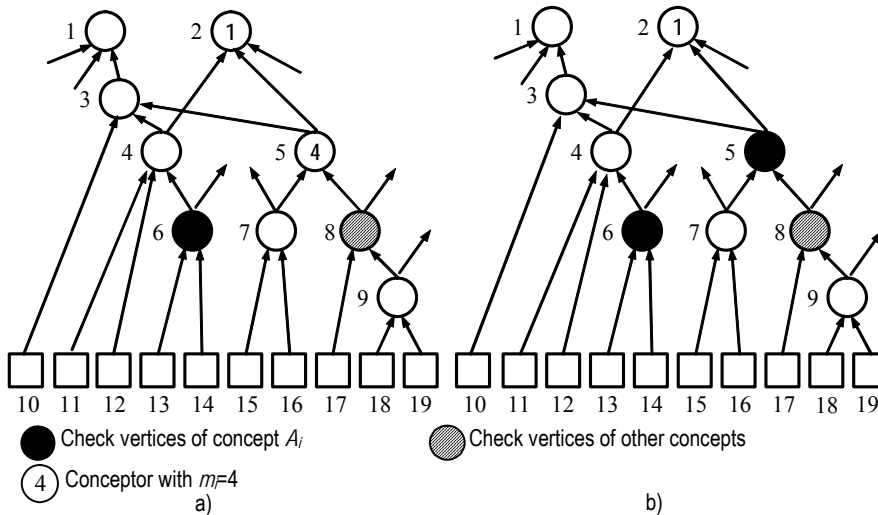 1 2 1 1 2 1
3 3
4 5 4 4 5
6 7 8 6 7 8
9 9
10 11 12 13 14 15 16 17 18 19 10 11 12 13 14 15 16 17 18 19
Check vertices of concept Ai Check vertices of other concepts
4 Conceptor with mi=4
a) b)